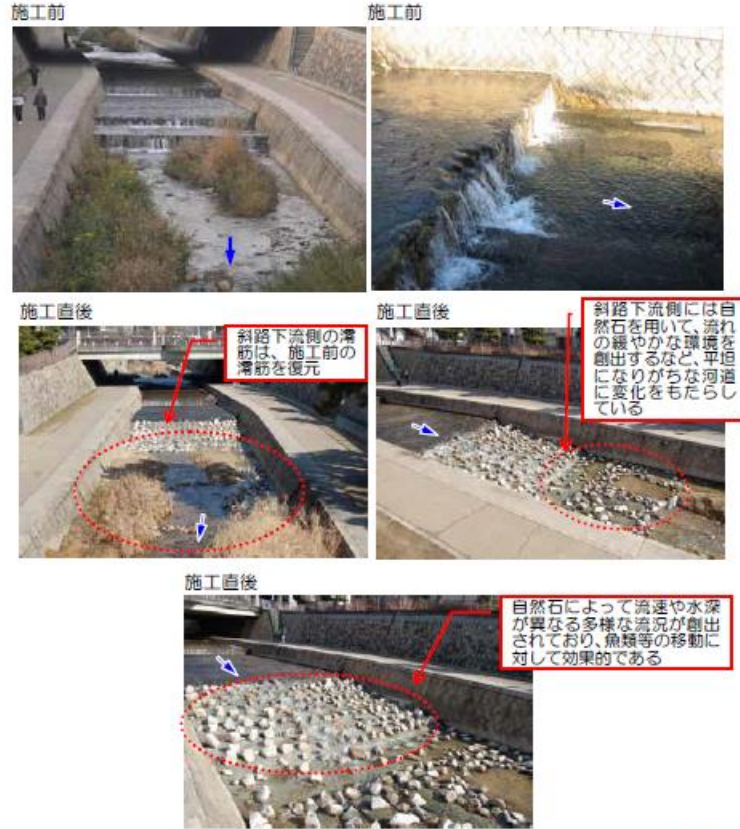 施工前
施工前
施工直後
斜路下流側の澪
筋は、施工前の
澪筋を復元
施工直後
斜路下流側には自
然石を用いて、流れ
の緩やかな環境を
創出するなど、平坦
になりがちな河道
に変化をもたらし
ている
施工直後
自然石によって流速や水深
が異なる多様な流況が創出
されており、魚類等の移動に
対して効果的である